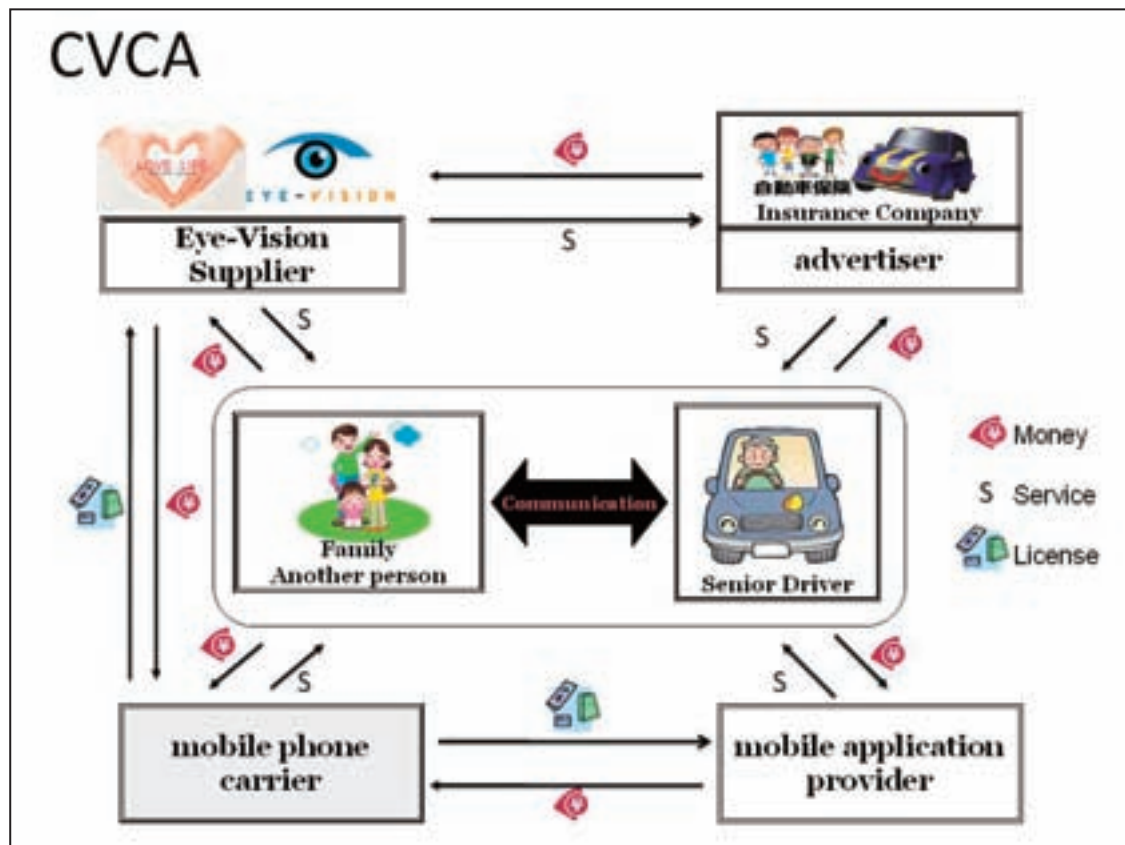 CVCA
EYE-VISION
自動車保険
Insurance Company
Eye-Vision
Supplier
S
advertiser
S
S
Communication
Family
Another person
Senior Driver
Money
S Service
License
S
S
mobile phone
carrier
mobile application
provider